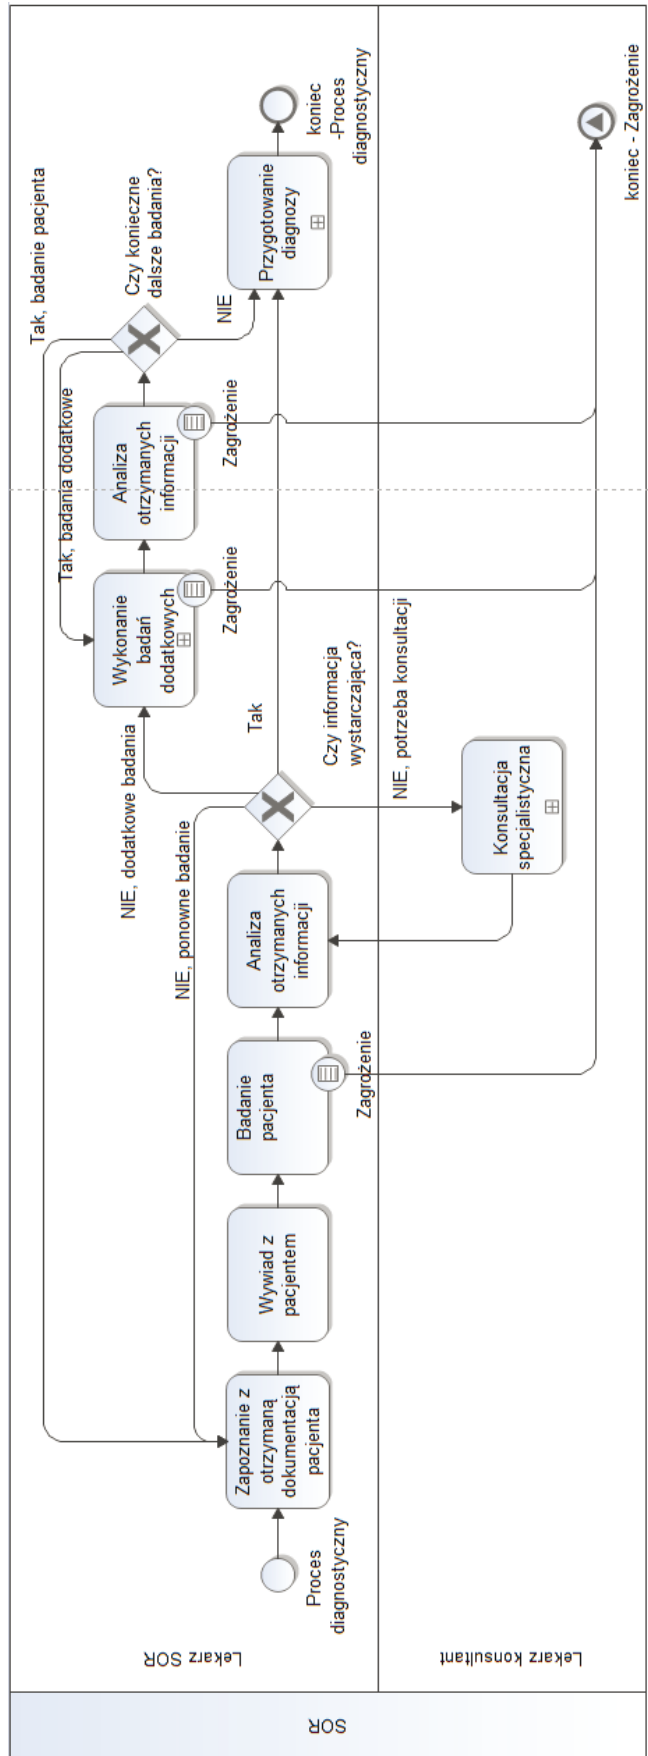 SOR
Lekarz SOR
Lekarz konsultant
Proces
diagnostyczny
Zapoznanie z
otrzymaną
dokumentacją
pacjenta
Wywiad z
pacjentem
Badanie
pacjenta
Zagrożenie
Analiza
otrzymanych
informacji
NIE, ponowne badanie
NIE, dodatkowe badania
Tak
Czy informacja
wystarczająca?
NIE, potrzeba konsultacji
Konsultacja
specjalistyczna
Wykonanie
badań
dodatkowych
Zagrożenie
Tak, badania dodatkowe
Analiza
otrzymanych
informacji
Zagrożenie
Tak, badanie pacjenta
Czy konieczne
dalsze badania?
NIE
Przygotowanie
diagnozy
koniec
-Proces
diagnostyczny
koniec - Zagrożenie